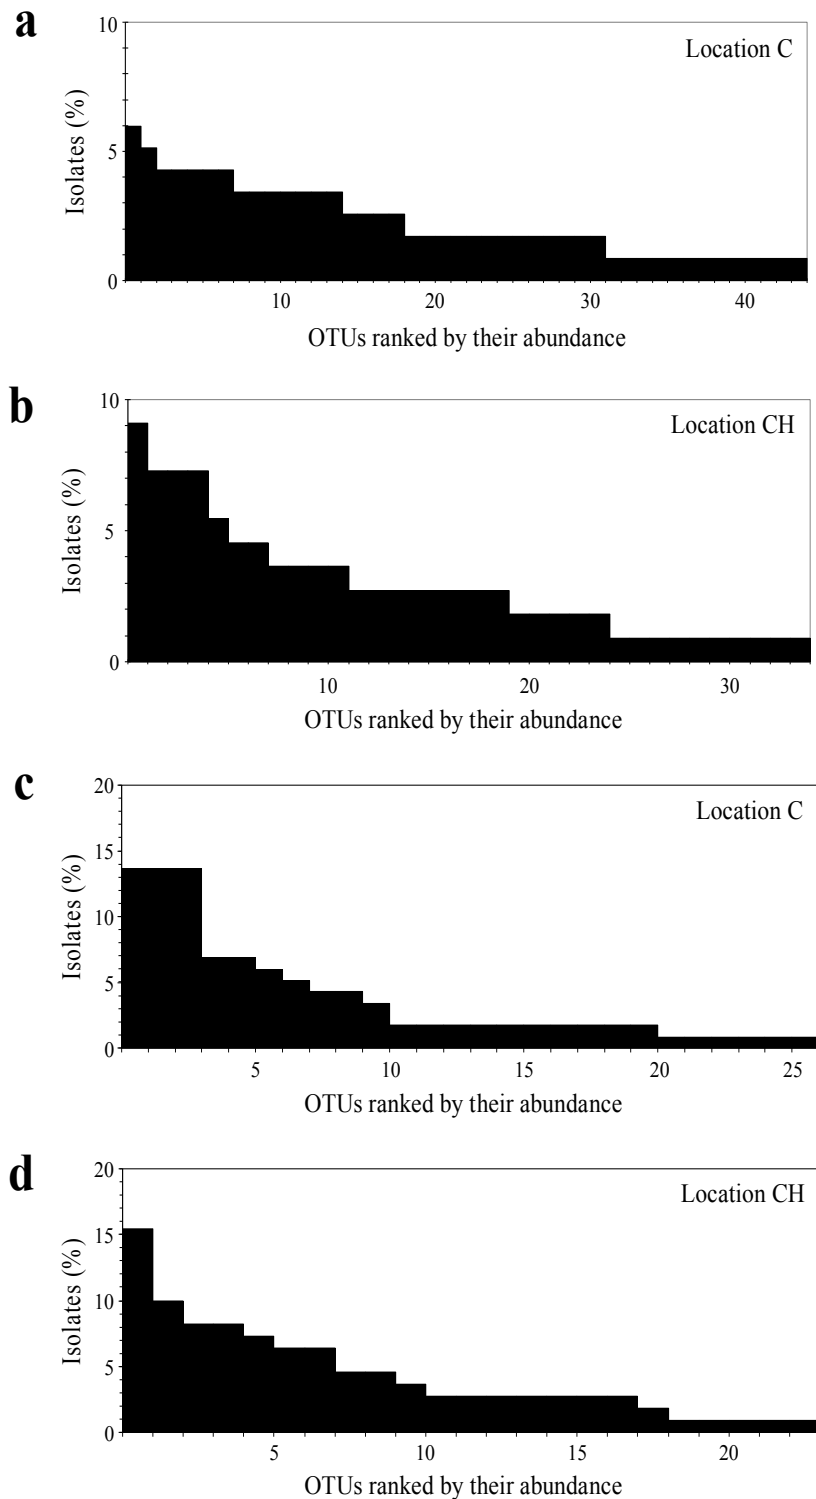 a
10
Location C
Isolates (%)
5
0
10 20 30 40
OTUs ranked by their abundance
b
10
Location CH
Isolates (%)
5
0
10 20 30
OTUs ranked by their abundance
c
20
Location C
15
Isolates (%)
10
5
0
5 10 15 20 25
OTUs ranked by their abundance
d
20
Location CH
15
Isolates (%)
10
5
0
5 10 15 20
OTUs ranked by their abundance